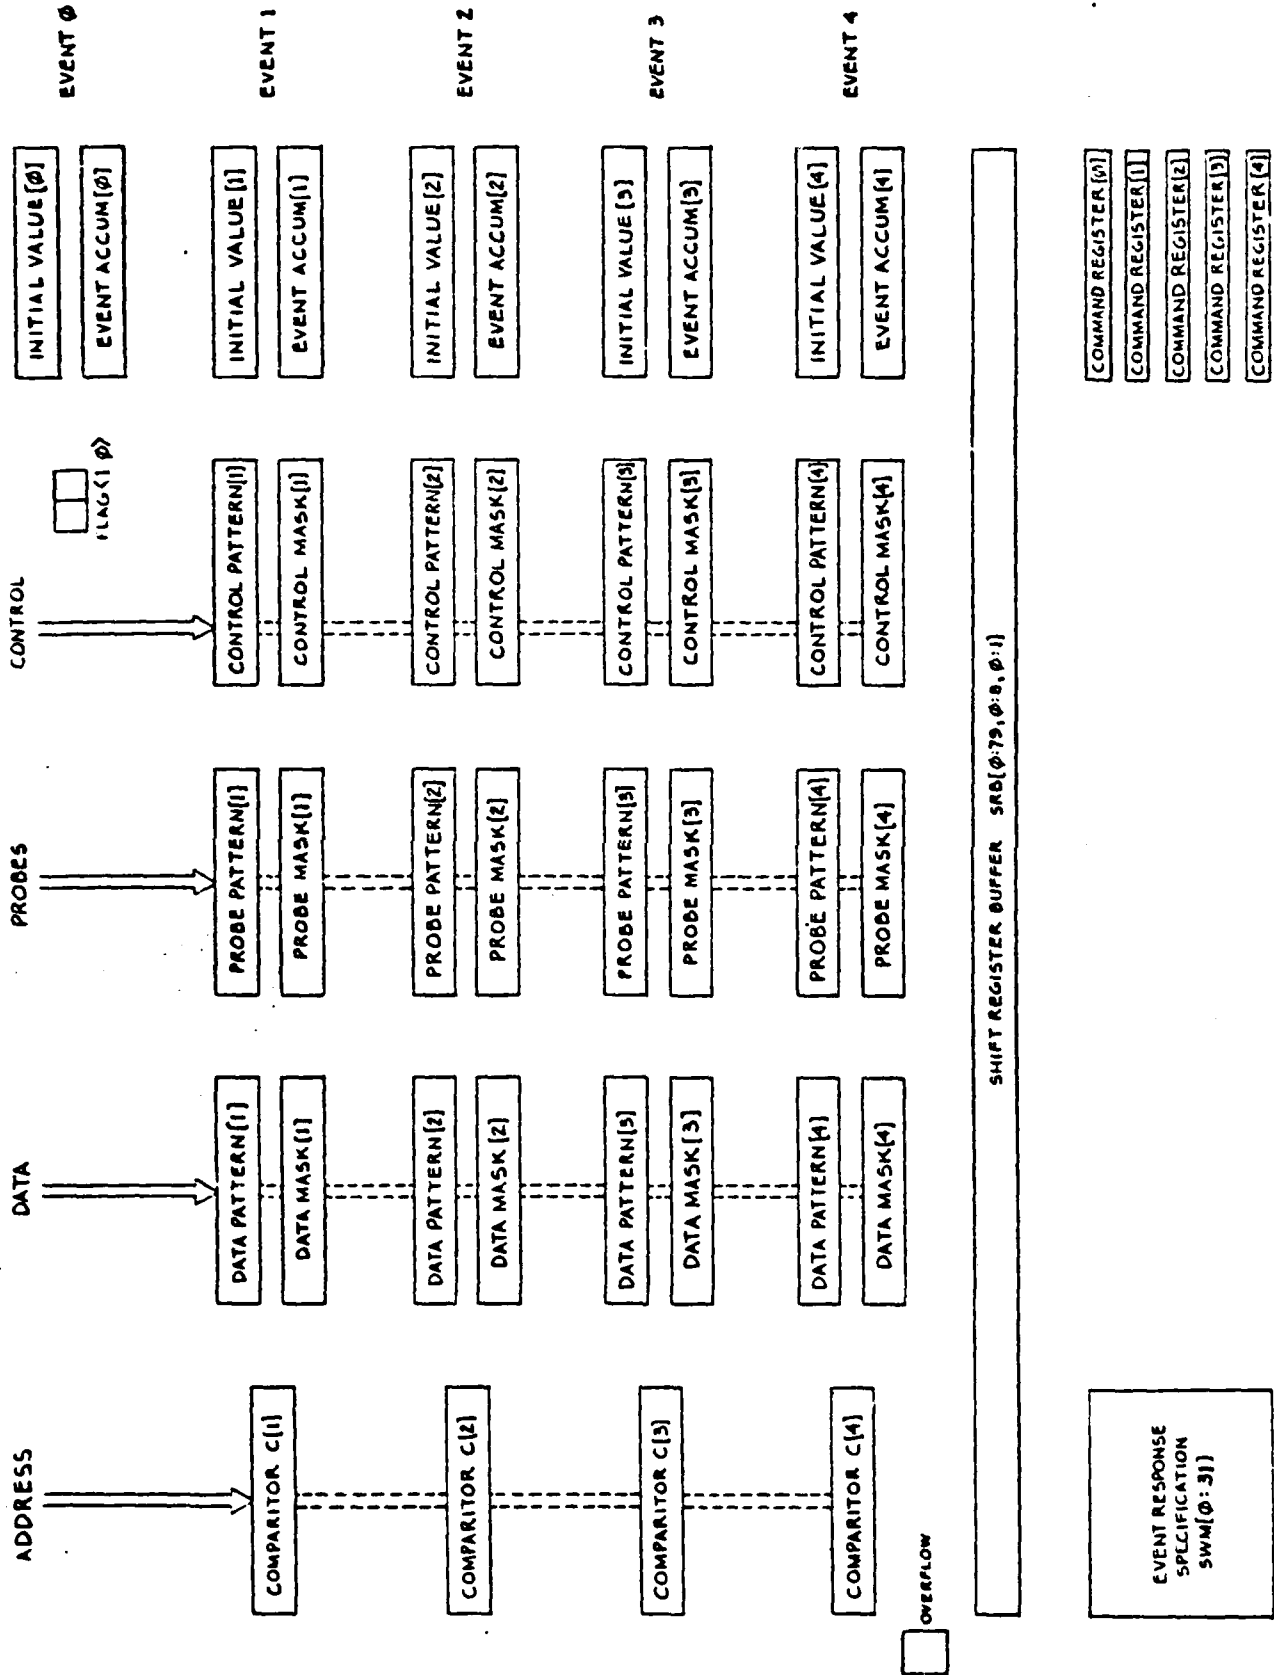 ADDRESS
DATA
PROBES
CONTROL
INITIAL VALUE[Ø]
EVENT ACCUM[Ø]
EVENT Ø
FLAG<1 Ø>
COMPARITOR C[1]
DATA PATTERN[1]
DATA MASK[1]
PROBE PATTERN[1]
PROBE MASK[1]
CONTROL PATTERN[1]
CONTROL MASK[1]
INITIAL VALUE[1]
EVENT ACCUM[1]
EVENT 1
COMPARITOR C[2]
DATA PATTERN[2]
DATA MASK[2]
PROBE PATTERN[2]
PROBE MASK[2]
CONTROL PATTERN[2]
CONTROL MASK[2]
INITIAL VALUE[2]
EVENT ACCUM[2]
EVENT 2
COMPARITOR C[3]
DATA PATTERN[3]
DATA MASK[3]
PROBE PATTERN[3]
PROBE MASK[3]
CONTROL PATTERN[3]
CONTROL MASK[3]
INITIAL VALUE[3]
EVENT ACCUM[3]
EVENT 3
COMPARITOR C[4]
DATA PATTERN[4]
DATA MASK[4]
PROBE PATTERN[4]
PROBE MASK[4]
CONTROL PATTERN[4]
CONTROL MASK[4]
INITIAL VALUE[4]
EVENT ACCUM[4]
EVENT 4
OVERFLOW
SHIFT REGISTER BUFFER SRB[Ø:79, Ø:8, Ø:1]
EVENT RESPONSE
SPECIFICATION
SWM[Ø:31]
COMMAND REGISTER[Ø]
COMMAND REGISTER[1]
COMMAND REGISTER[2]
COMMAND REGISTER[3]
COMMAND REGISTER[4]